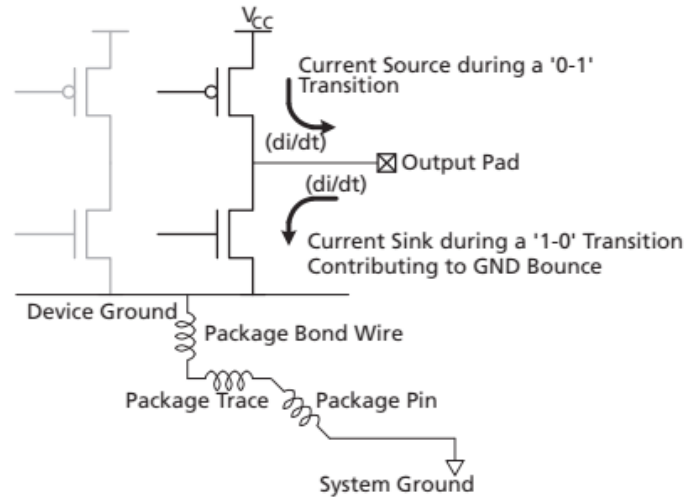 VCC
Current Source during a '0-1'
Transition
(di/dt)
Output Pad
(di/dt)
Current Sink during a '1-0' Transition
Contributing to GND Bounce
Device Ground
Package Bond Wire
Package Trace
Package Pin
System Ground